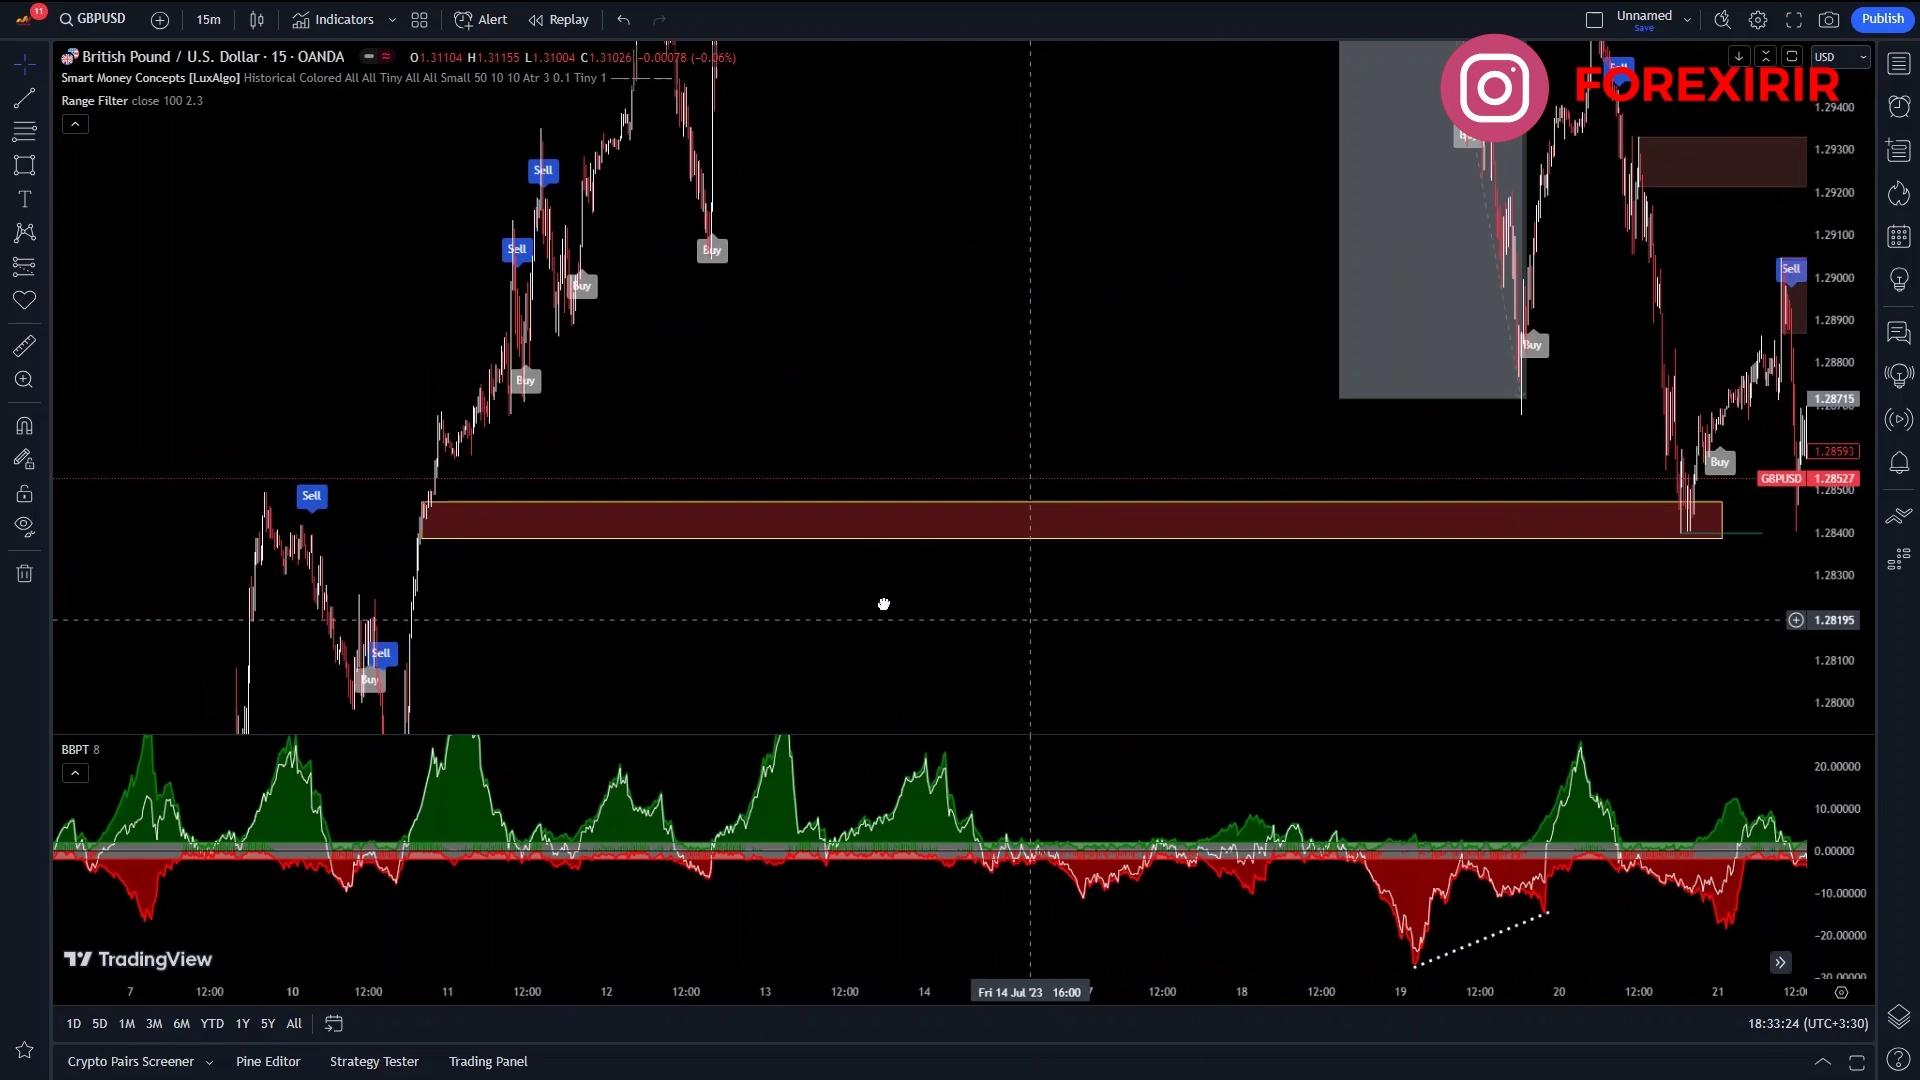 11
GBPUSD
15m
Indicators
Alert
Replay
Unnamed
Save
Publish
British Pound / U.S. Dollar · 15 · OANDA
O1.31104 H1.31155 L1.31004 C1.31026 -0.00078 (-0.06%)
USD
Smart Money Concepts [LuxAlgo] Historical Colored All All Tiny All All Small 50 10 10 Atr 3 0.1 Tiny 1
Range Filter close 100 2.3
FOREXIRIR
Sell
1.29400
1.29300
Sell
1.29200
Sell
1.29100
Buy
Sell
1.29000
Buy
1.28900
Buy
1.28800
Buy
1.28715
1.28593
Buy
GBPUSD 1.28527
1.28500
Sell
1.28400
1.28300
1.28195
Sell
1.28100
Buy
1.28000
BBPT 8
20.00000
10.00000
0.00000
−10.00000
−20.00000
−30.00000
TradingView
7 12:00 10 12:00 11 12:00 12 12:00 13 12:00 14 Fri 14 Jul '23 16:00 12:00 18 12:00 19 12:00 20 12:00 21
1D 5D 1M 3M 6M YTD 1Y 5Y All
18:33:24 (UTC+3:30)
Crypto Pairs Screener
Pine Editor
Strategy Tester
Trading Panel